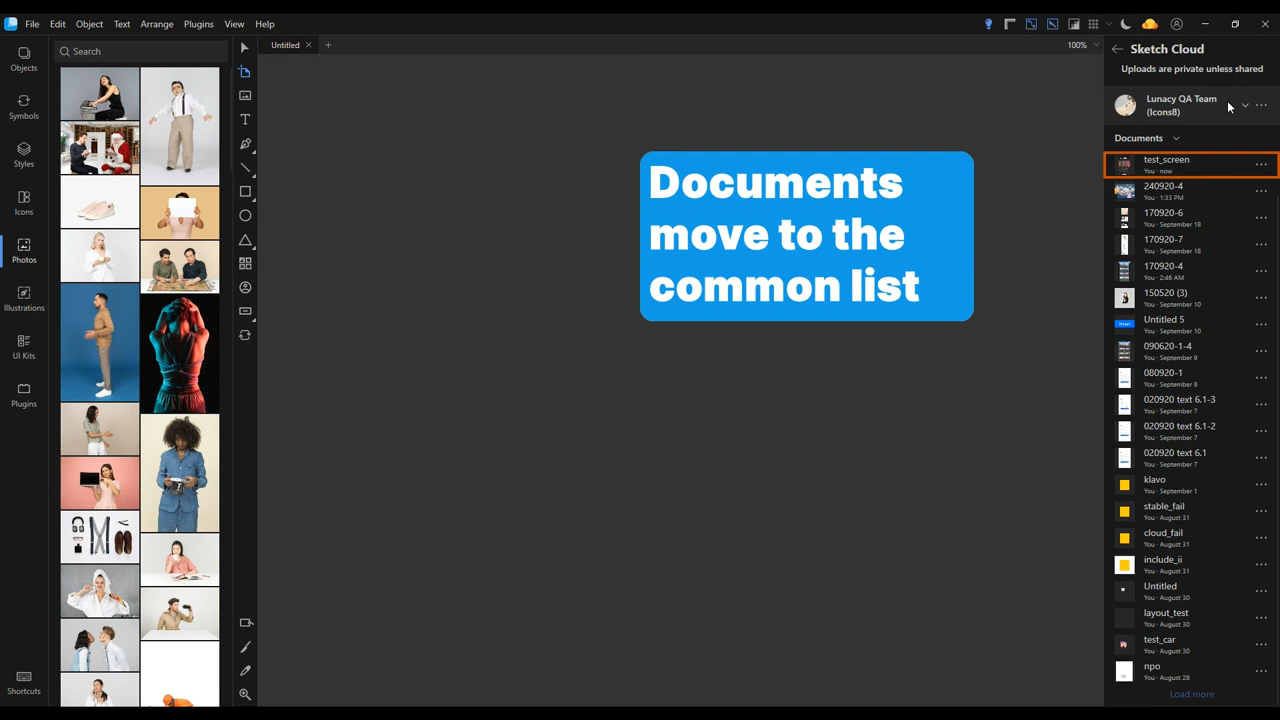 File Edit Object Text Arrange Plugins View Help
Objects
Symbols
Styles
Icons
Photos
Illustrations
UI Kits
Plugins
Shortcuts
Search
Untitled
100%
Documents
move to the
common list
Sketch Cloud
Uploads are private unless shared
Lunacy QA Team
(Icons8)
Documents
test_screen
You · now
240920-4
You · 1:33 PM
170920-6
You · September 18
170920-7
You · September 18
170920-4
You · 2:46 AM
150520 (3)
You · September 10
Untitled 5
You · September 10
090620-1-4
You · September 9
080920-1
You · September 8
020920 text 6.1-3
You · September 7
020920 text 6.1-2
You · September 7
020920 text 6.1
You · September 7
klavo
You · September 1
stable_fail
You · August 31
cloud_fail
You · August 31
include_ii
You · August 31
Untitled
You · August 30
layout_test
You · August 30
test_car
You · August 30
npo
You · August 28
Load more